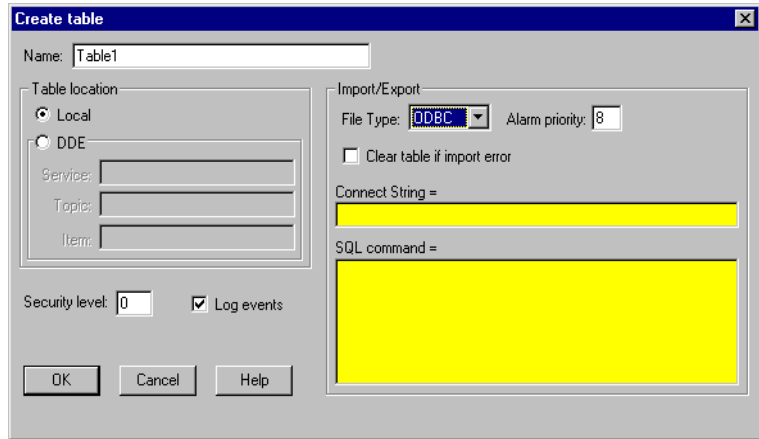 Create table
Name: Table1
Table location
Local
DDE
Service:
Topic:
Item:
Security level: 0
Log events
OK Cancel Help
Import/Export
File Type: ODBC Alarm priority: 8
Clear table if import error
Connect String =
SQL command =